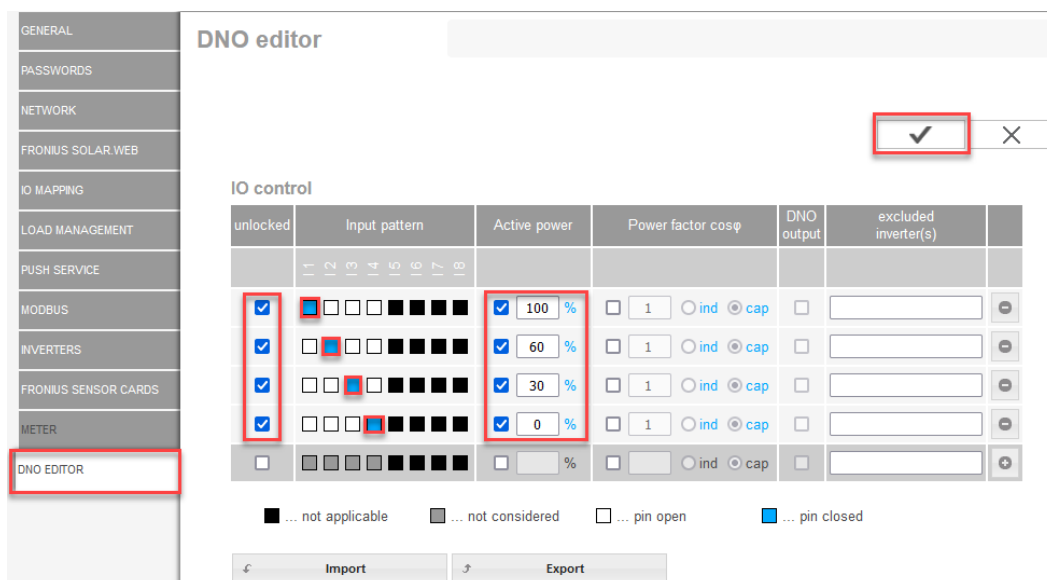 GENERAL
PASSWORDS
NETWORK
FRONIUS SOLAR.WEB
IO MAPPING
LOAD MANAGEMENT
PUSH SERVICE
MODBUS
INVERTERS
FRONIUS SENSOR CARDS
METER
DNO EDITOR
DNO editor
IO control
unlocked Input pattern Active power Power factor cosφ DNO output excluded inverter(s)
I1 I2 I3 I4 I5 I6 I7 I8
100 % 1 ind cap
60 % 1 ind cap
30 % 1 ind cap
0 % 1 ind cap
% ind cap
... not applicable ... not considered ... pin open ... pin closed
Import Export